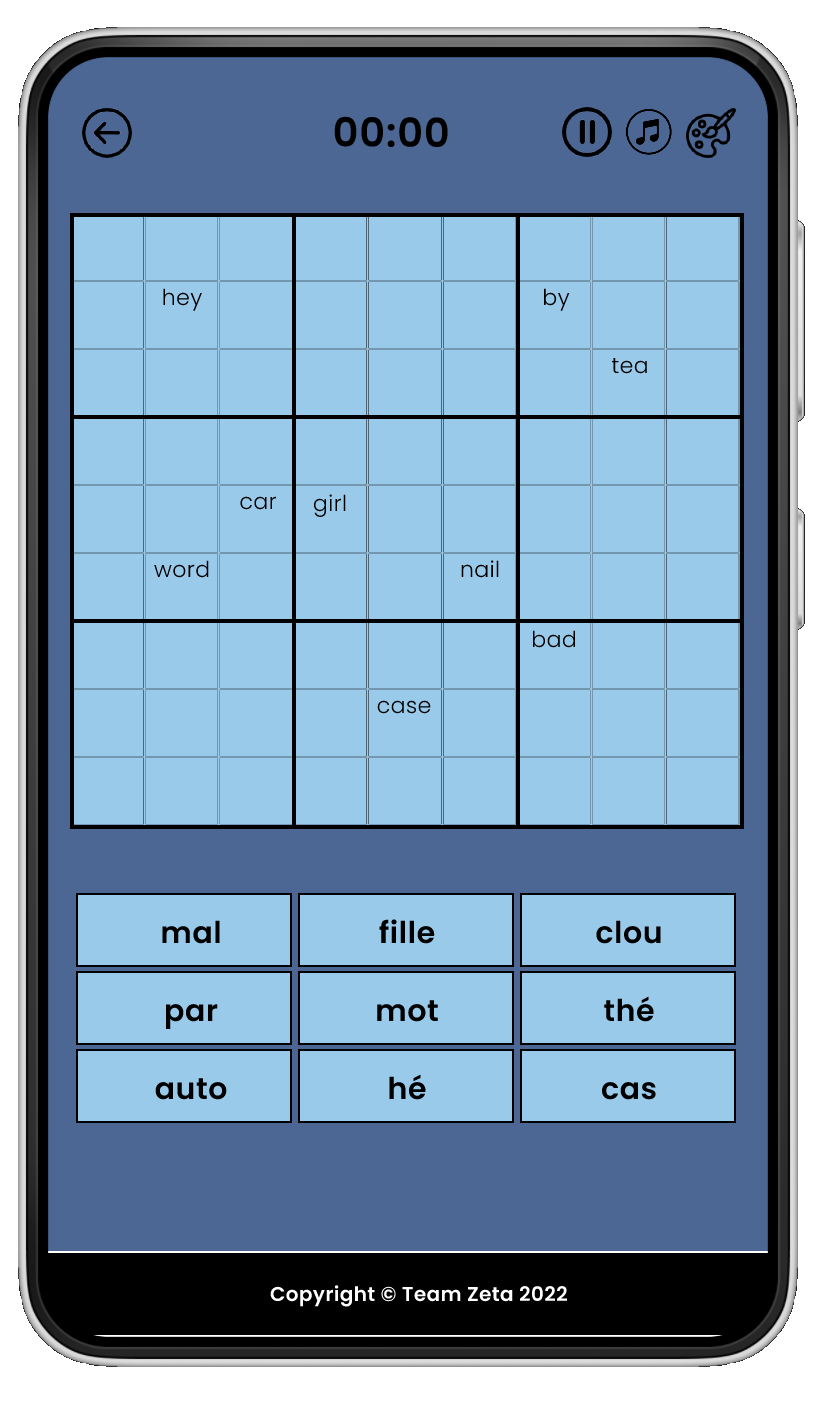 00:00
hey by
tea
car girl
word nail
bad
case
mal fille clou
par mot thé
auto hé cas
Copyright © Team Zeta 2022